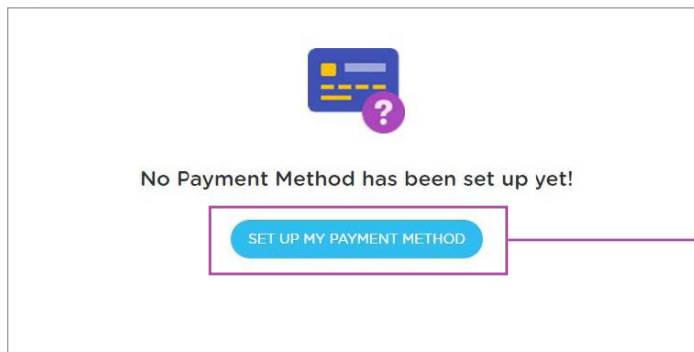 ?
No Payment Method has been set up yet!
SET UP MY PAYMENT METHOD